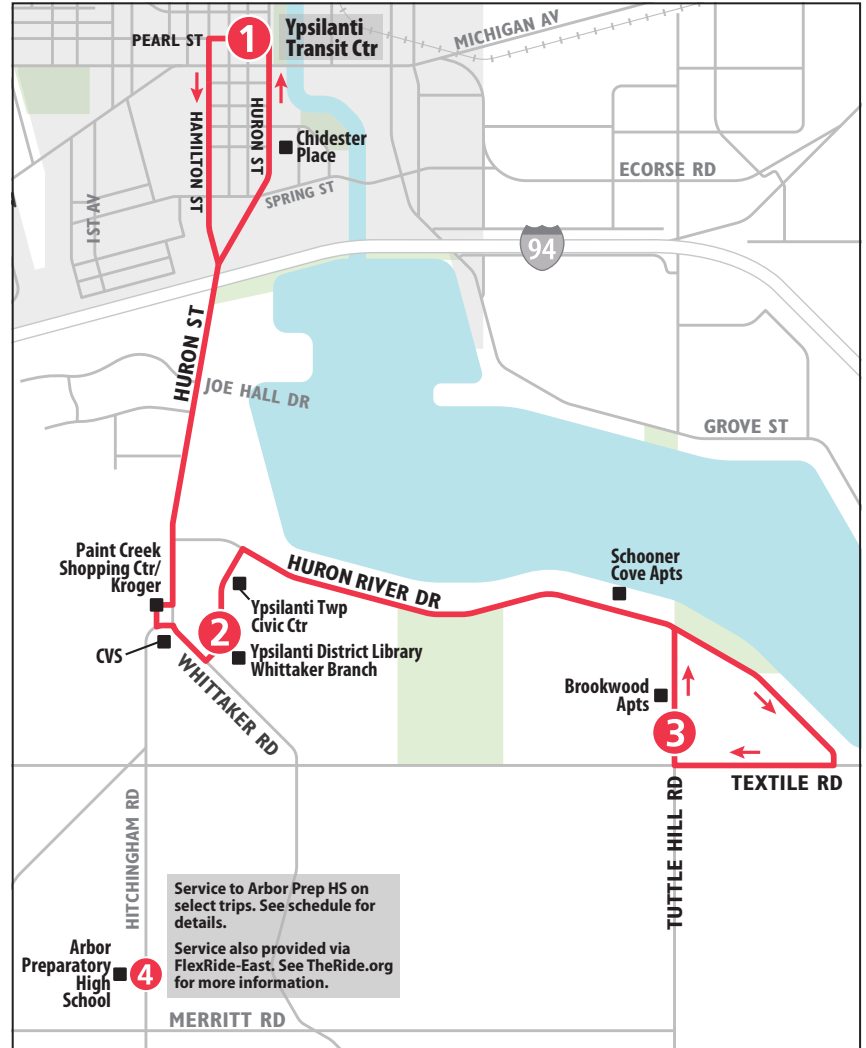 PEARL ST
1
Ypsilanti
Transit Ctr
MICHIGAN AV
HAMILTON ST
HURON ST
Chidester
Place
ECORSE RD
SPRING ST
1ST AV
94
HURON ST
JOE HALL DR
GROVE ST
Paint Creek
Shopping Ctr/
Kroger
HURON RIVER DR
Schooner
Cove Apts
Ypsilanti Twp
Civic Ctr
2
CVS
Ypsilanti District Library
Whittaker Branch
WHITTAKER RD
Brookwood
Apts
3
TEXTILE RD
TUTTLE HILL RD
HITCHINGHAM RD
Service to Arbor Prep HS on
select trips. See schedule for
details.
Service also provided via
FlexRide-East. See TheRide.org
for more information.
Arbor
Preparatory
High
School
4
MERRITT RD